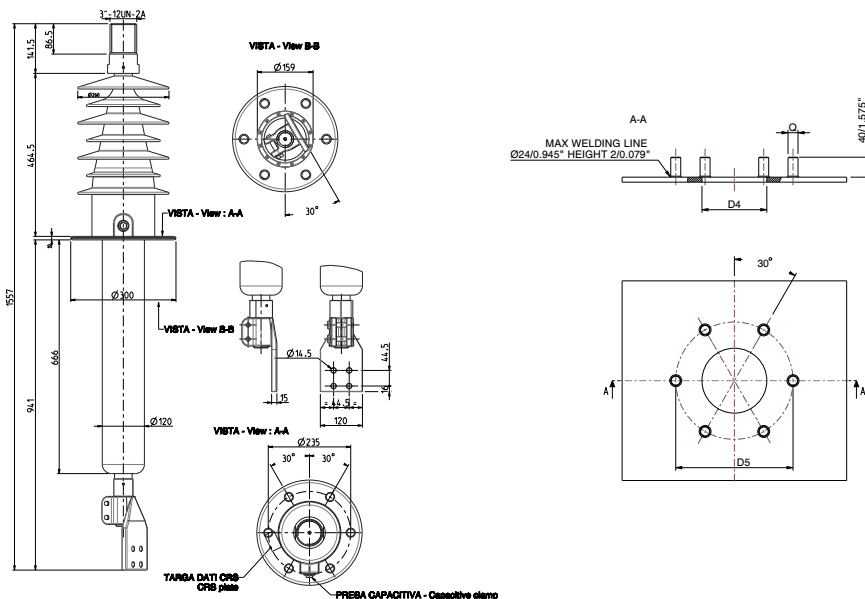 3"-12UN-2A
86.5
141.5
Ø260
464.5
VISTA - View : A-A
Ø300
VISTA - View B-B
1557
666
941
Ø120
VISTA - View B-B
Ø159
30°
Ø14.5
44.5
16
15
= 44.5 =
120
VISTA - View : A-A
Ø235
30°
30°
TARGA DATI CRS
CRS plate
PRESA CAPACITIVA - Capacitive clamp
A-A
MAX WELDING LINE
Ø24/0.945" HEIGHT 2/0.079"
Q
40/1.575"
D4
30°
A
A
D5